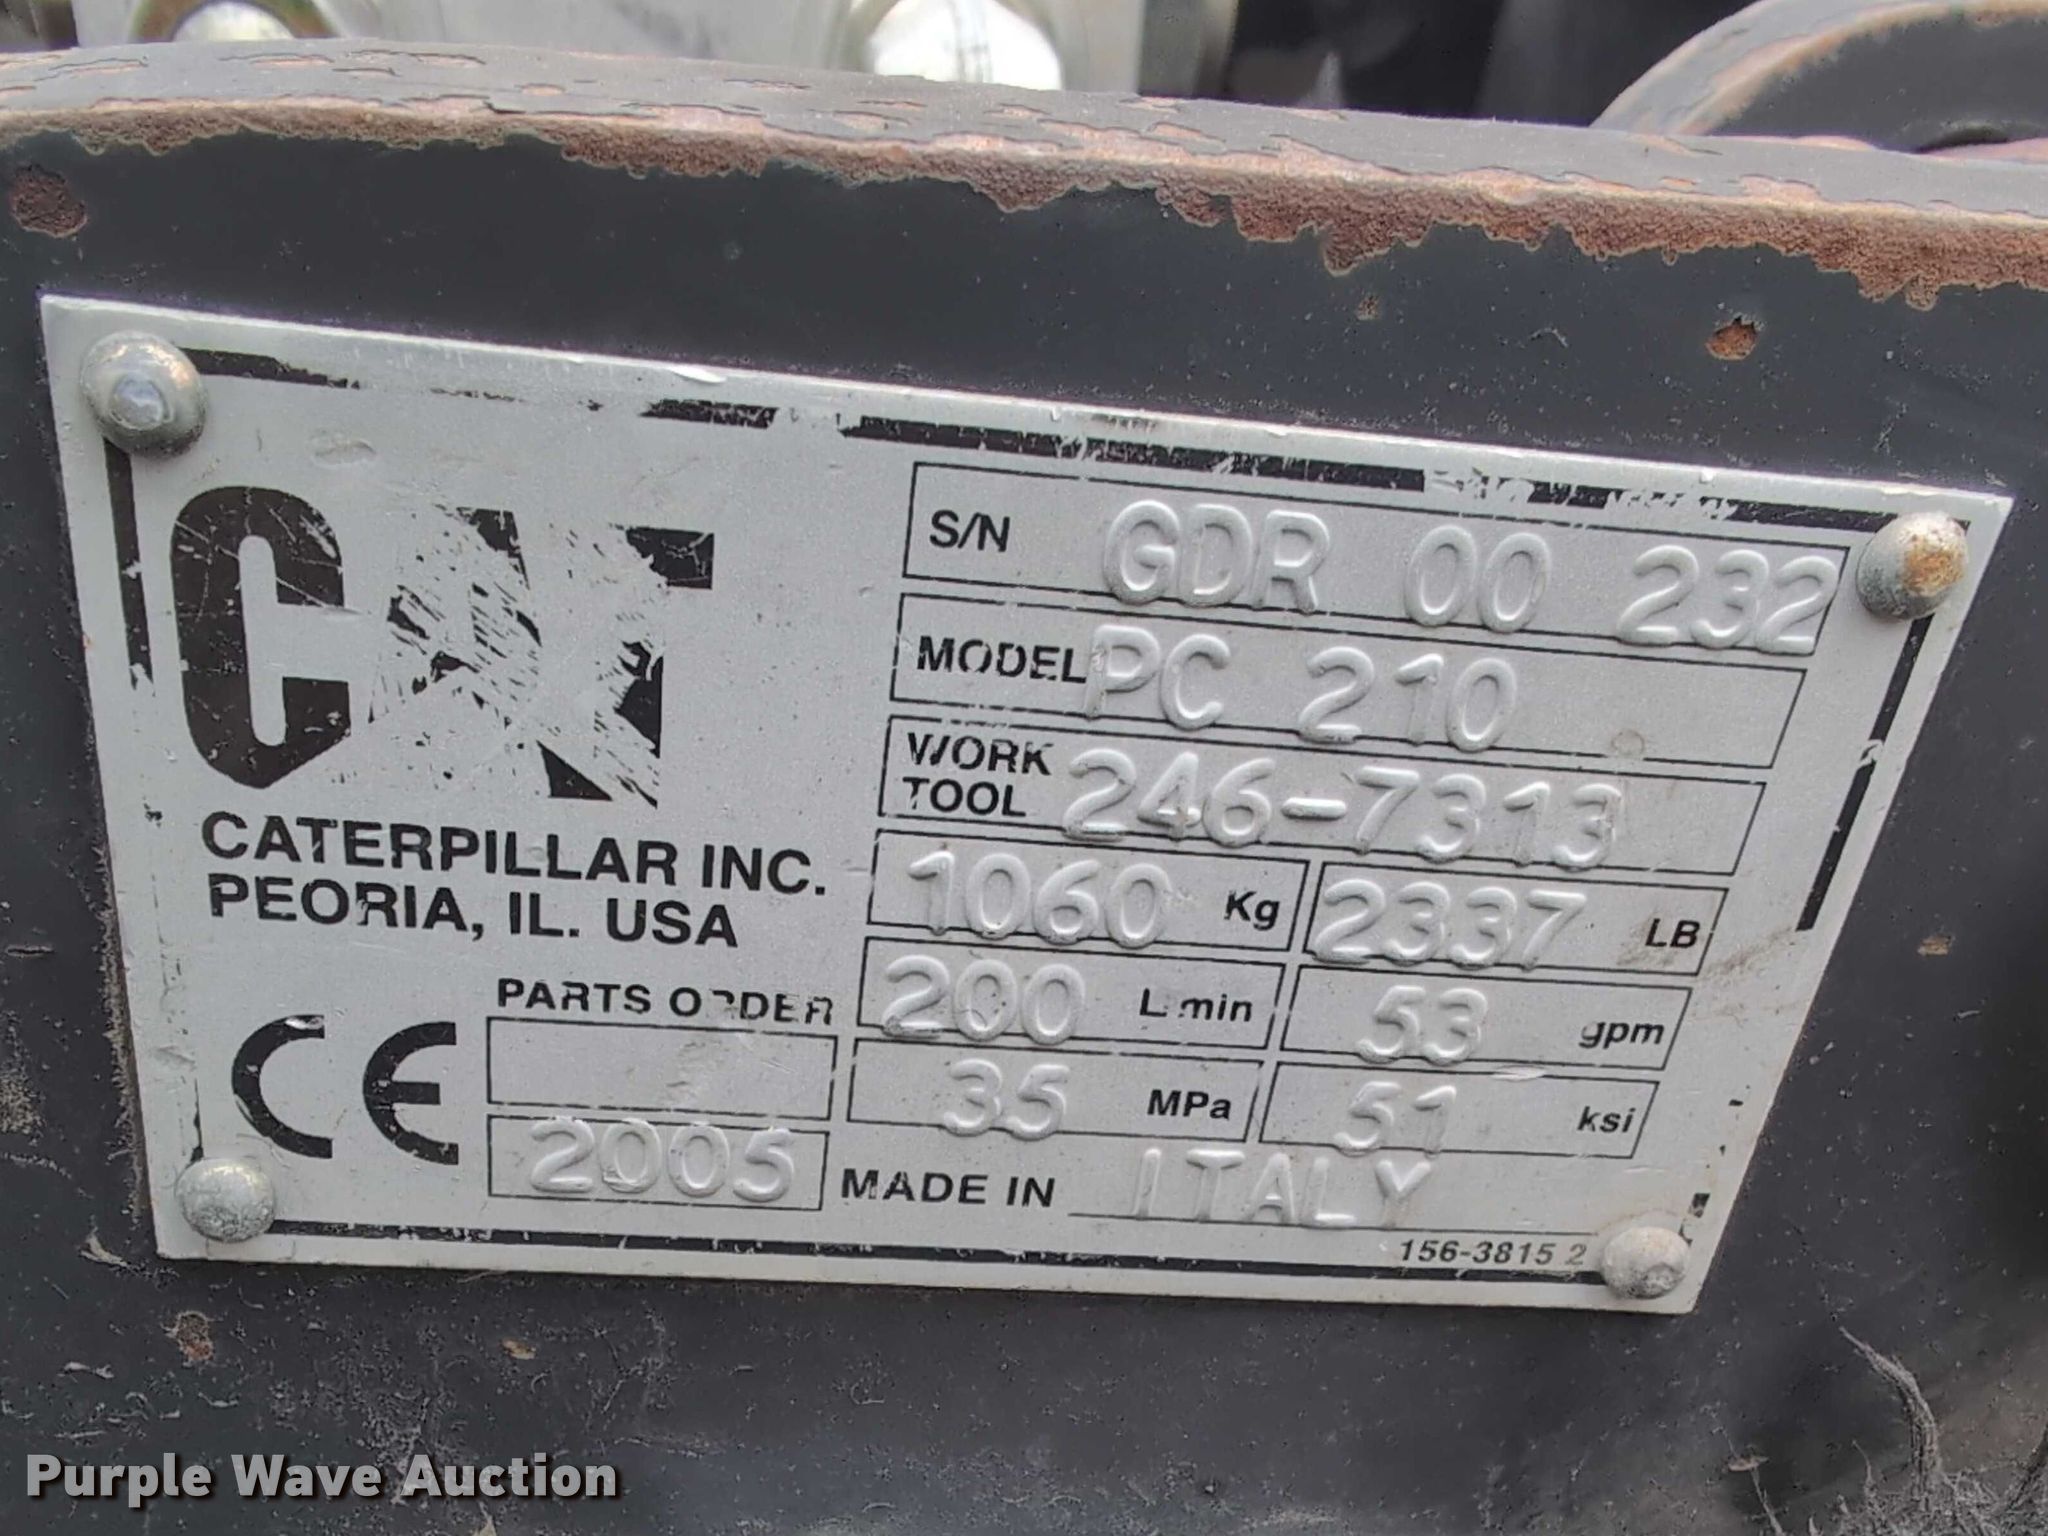 CAT
CATERPILLAR INC.
PEORIA, IL. USA
S/N GDR 00 232
MODEL PC 210
WORK TOOL 246-7313
1060 Kg 2337 LB
200 L/min 53 gpm
35 MPa 51 ksi
PARTS ORDER
CE
2005
MADE IN ITALY
156-3815 2
Purple Wave Auction